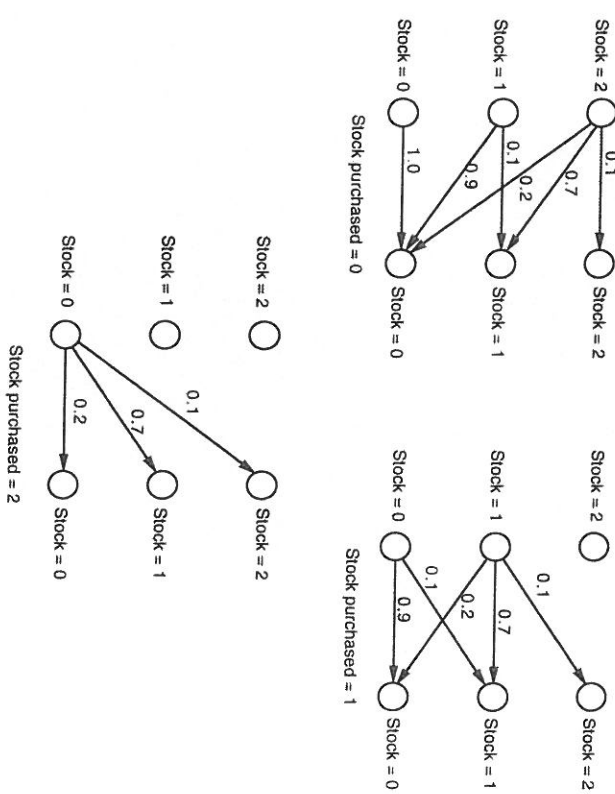 Stock = 2
0.1
Stock = 2
0.7
0.2
Stock = 1
0.1
Stock = 1
0.9
Stock = 0
1.0
Stock = 0
Stock purchased = 0
Stock = 2
Stock = 2
0.1
Stock = 1
0.7
Stock = 1
0.2
0.1
Stock = 0
0.9
Stock = 0
Stock purchased = 1
Stock = 2
Stock = 2
0.1
Stock = 1
Stock = 1
0.7
Stock = 0
0.2
Stock = 0
Stock purchased = 2